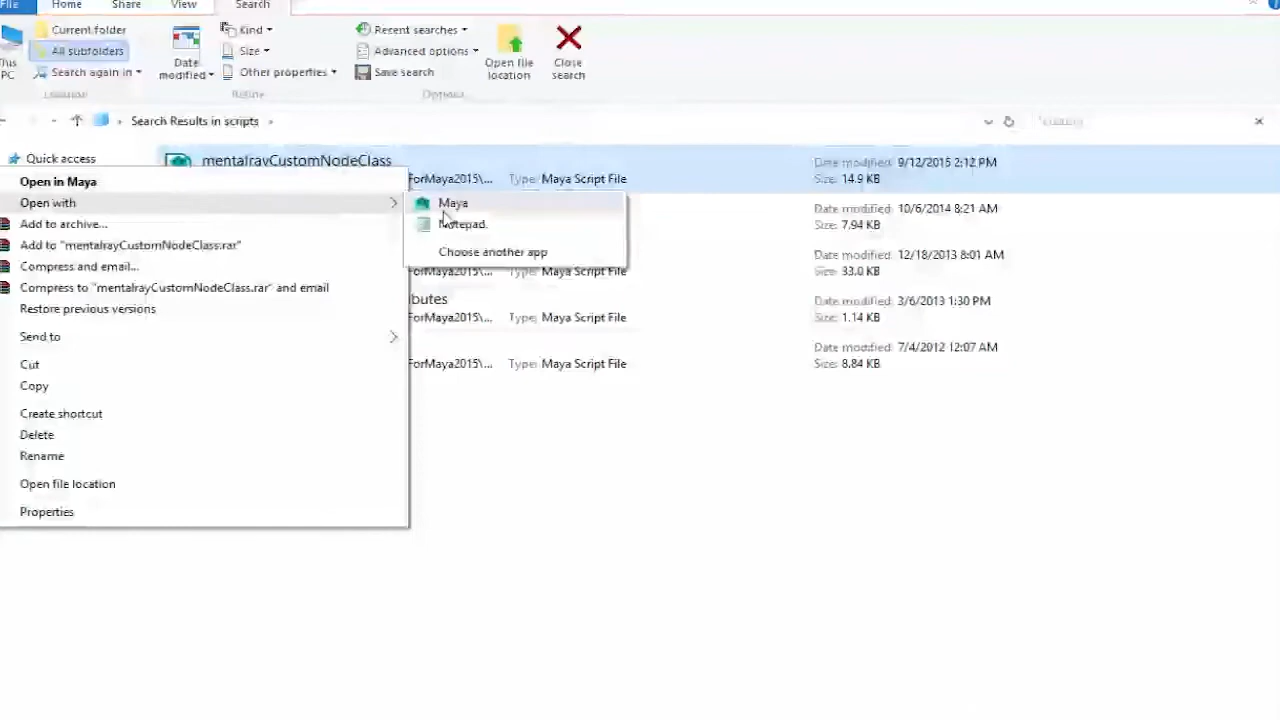 File Home Share View Search
Current folder
All subfolders
Search again in
This PC
Date modified
Kind
Size
Other properties
Refine
Recent searches
Advanced options
Save search
Options
Open file location
Close search
Search Results in scripts
Quick access
mentalrayCustomNodeClass
Date modified: 9/12/2015 2:12 PM
ForMaya2015\... Type: Maya Script File Size: 14.9 KB
Open in Maya
Open with
Add to archive...
Add to "mentalrayCustomNodeClass.rar"
Compress and email...
Compress to "mentalrayCustomNodeClass.rar" and email
Restore previous versions
Send to
Cut
Copy
Create shortcut
Delete
Rename
Open file location
Properties
Maya
Notepad
Choose another app
Date modified: 10/6/2014 8:21 AM
Size: 7.94 KB
Date modified: 12/18/2013 8:01 AM
Type: Maya Script File Size: 33.0 KB
butes
Date modified: 3/6/2013 1:30 PM
ForMaya2015\... Type: Maya Script File Size: 1.14 KB
Date modified: 7/4/2012 12:07 AM
ForMaya2015\... Type: Maya Script File Size: 8.84 KB